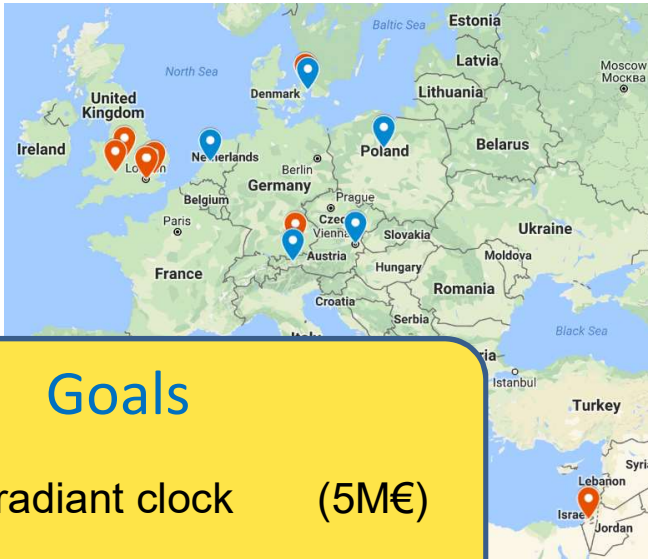 Baltic Sea
Estonia
Latvia
Moscow
Москва
North Sea
Denmark
Lithuania
United
Kingdom
Ireland
Belarus
Poland
Berlin
Germany
Belgium
Prague
Paris
Slovakia
Ukraine
Austria
Moldova
Hungary
France
Romania
Croatia
Serbia
Black Sea
Istanbul
Goals
Turkey
radiant clock (5M€)
Lebanon
Jordan